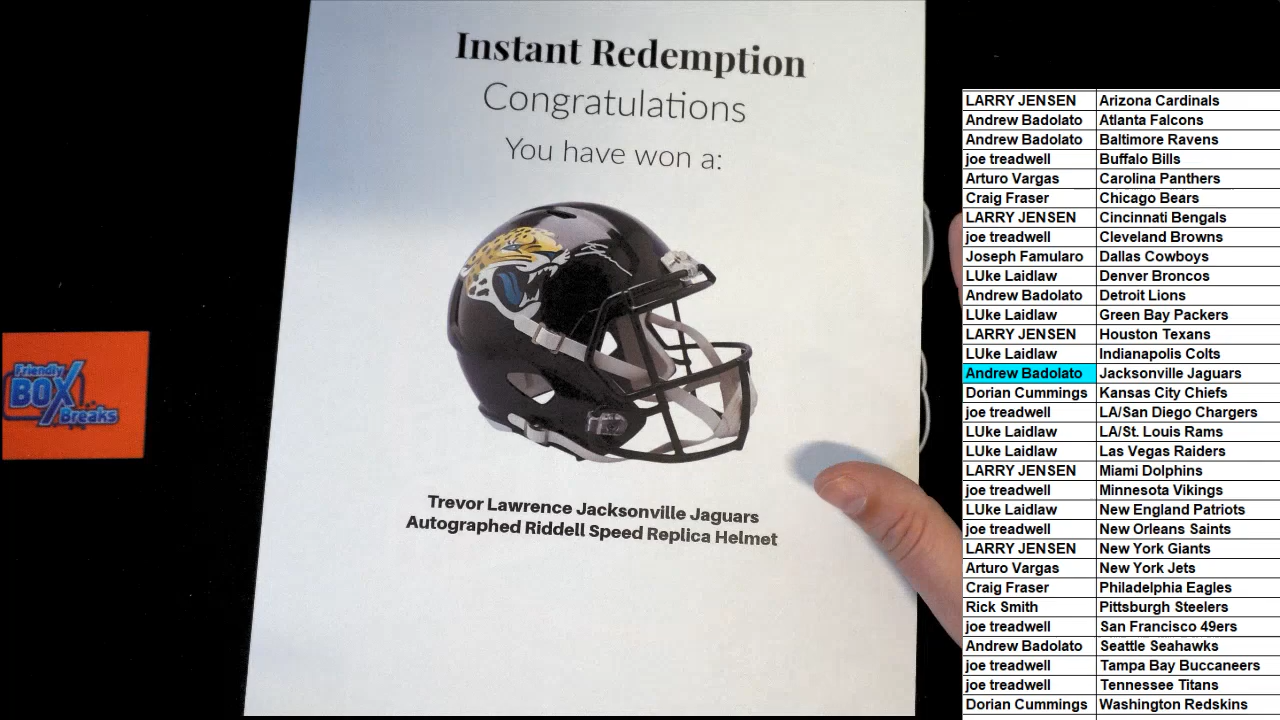 Instant Redemption
Congratulations
You have won a:
Trevor Lawrence Jacksonville Jaguars
Autographed Riddell Speed Replica Helmet
Friendly
BOX
Breaks
LARRY JENSEN Arizona Cardinals
Andrew Badolato Atlanta Falcons
Andrew Badolato Baltimore Ravens
joe treadwell Buffalo Bills
Arturo Vargas Carolina Panthers
Craig Fraser Chicago Bears
LARRY JENSEN Cincinnati Bengals
joe treadwell Cleveland Browns
Joseph Famularo Dallas Cowboys
LUke Laidlaw Denver Broncos
Andrew Badolato Detroit Lions
LUke Laidlaw Green Bay Packers
LARRY JENSEN Houston Texans
LUke Laidlaw Indianapolis Colts
Andrew Badolato Jacksonville Jaguars
Dorian Cummings Kansas City Chiefs
joe treadwell LA/San Diego Chargers
LUke Laidlaw LA/St. Louis Rams
LUke Laidlaw Las Vegas Raiders
LARRY JENSEN Miami Dolphins
joe treadwell Minnesota Vikings
LUke Laidlaw New England Patriots
joe treadwell New Orleans Saints
LARRY JENSEN New York Giants
Arturo Vargas New York Jets
Craig Fraser Philadelphia Eagles
Rick Smith Pittsburgh Steelers
joe treadwell San Francisco 49ers
Andrew Badolato Seattle Seahawks
joe treadwell Tampa Bay Buccaneers
joe treadwell Tennessee Titans
Dorian Cummings Washington Redskins